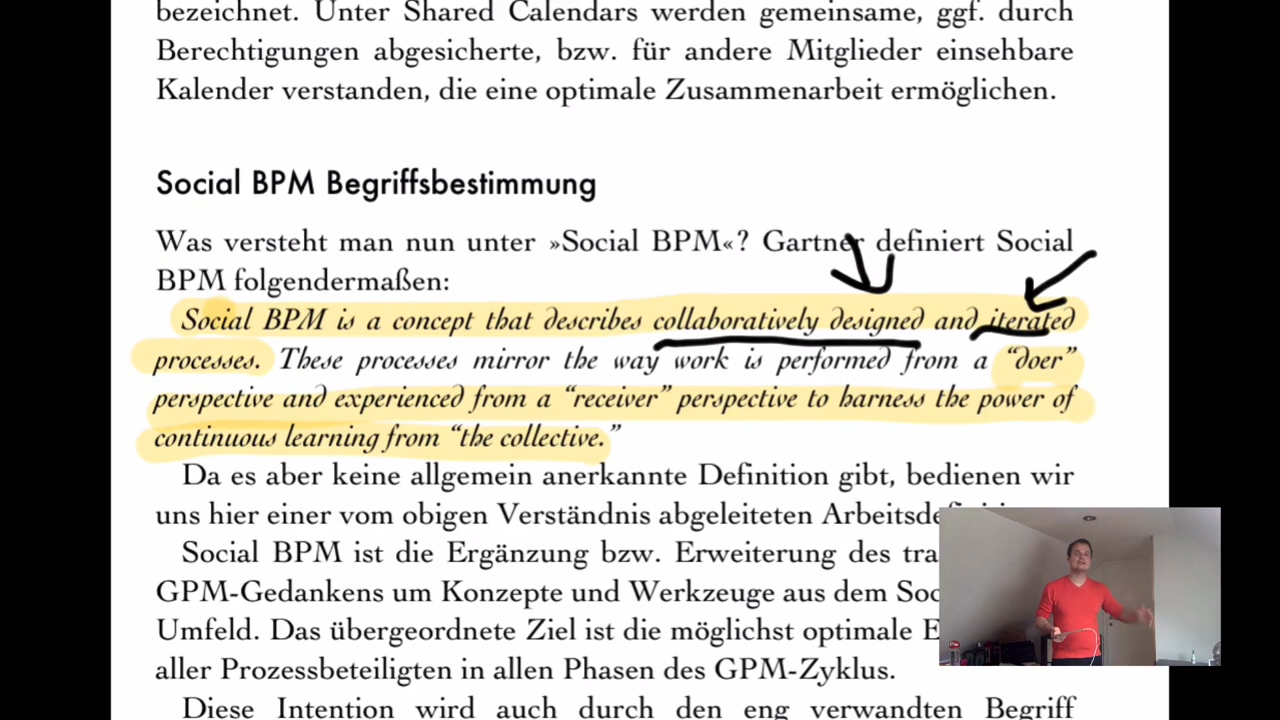 bezeichnet. Unter Shared Calendars werden gemeinsame, ggf. durch
Berechtigungen abgesicherte, bzw. für andere Mitglieder einsehbare
Kalender verstanden, die eine optimale Zusammenarbeit ermöglichen.
Social BPM Begriffsbestimmung
Was versteht man nun unter »Social BPM«? Gartner definiert Social
BPM folgendermaßen:
Social BPM is a concept that describes collaboratively designed and iterated
processes. These processes mirror the way work is performed from a “doer”
perspective and experienced from a “receiver” perspective to harness the power of
continuous learning from “the collective.”
Da es aber keine allgemein anerkannte Definition gibt, bedienen wir
uns hier einer vom obigen Verständnis abgeleiteten
Social BPM ist die Ergänzung bzw. Erweiterung des
GPM-Gedankens um Konzepte und Werkzeuge aus dem
Umfeld. Das übergeordnete Ziel ist die möglichst optimale
aller Prozessbeteiligten in allen Phasen des GPM-Zyklus.
Diese Intention wird auch durch den eng verwandten Begriff